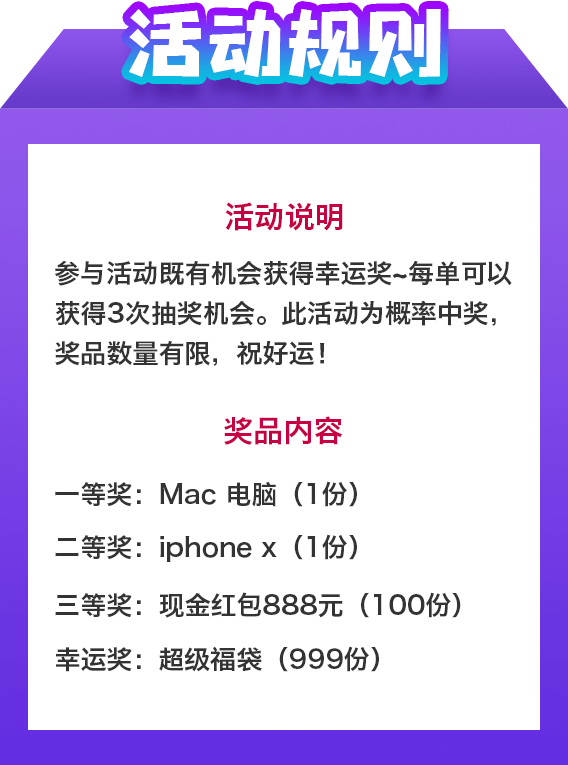 活动规则
活动说明
参与活动既有机会获得幸运奖~每单可以
获得3次抽奖机会。此活动为概率中奖，
奖品数量有限，祝好运！
奖品内容
一等奖：Mac 电脑（1份）
二等奖：iphone x（1份）
三等奖：现金红包888元（100份）
幸运奖：超级福袋（999份）